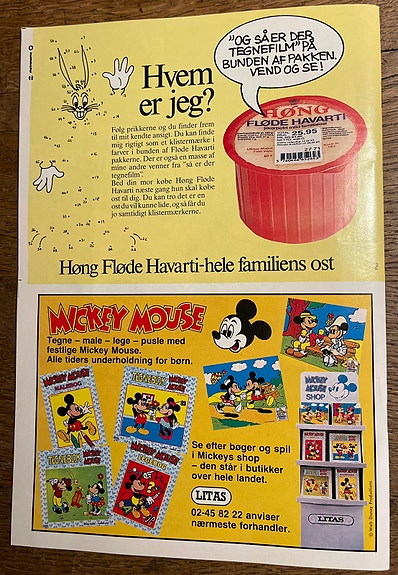 "OG SÅ ER DER
TEGNEFILM" PÅ
BUNDEN AF PAKKEN.
VEND OG SE!
Hvem
er jeg?
Følg prikkerne og du finder frem
til mit kendte ansigt. Du kan finde
mig rigtigt som et klistermærke i
farver i bunden af Fløde Havarti
pakkerne. Der er også en masse af
mine andre venner fra "så er der
tegnefilm".
Bed din mor købe Høng Fløde
Havarti næste gang hun skal købe
ost til dig. Du kan tro det er en
ost du vil kunne lide, og så får du
jo samtidigt klistermærkerne.
HØNG
FLØDE HAVARTI
25.95
Høng Fløde Havarti-hele familiens ost
MICKEY MOUSE
Tegne – male – lege – pusle med
festlige Mickey Mouse.
Alle tiders underholdning for børn.
MICKEY MOUSE
MALEBOG
TEGNEBOG
TEGNEBOG
LEGEBOG
MICKEY
MOUSE
SHOP
Se efter bøger og spil
i Mickeys shop
– den står i butikker
over hele landet.
LITAS
02-45 82 22 anviser
nærmeste forhandler.
LITAS
© Walt Disney Productions